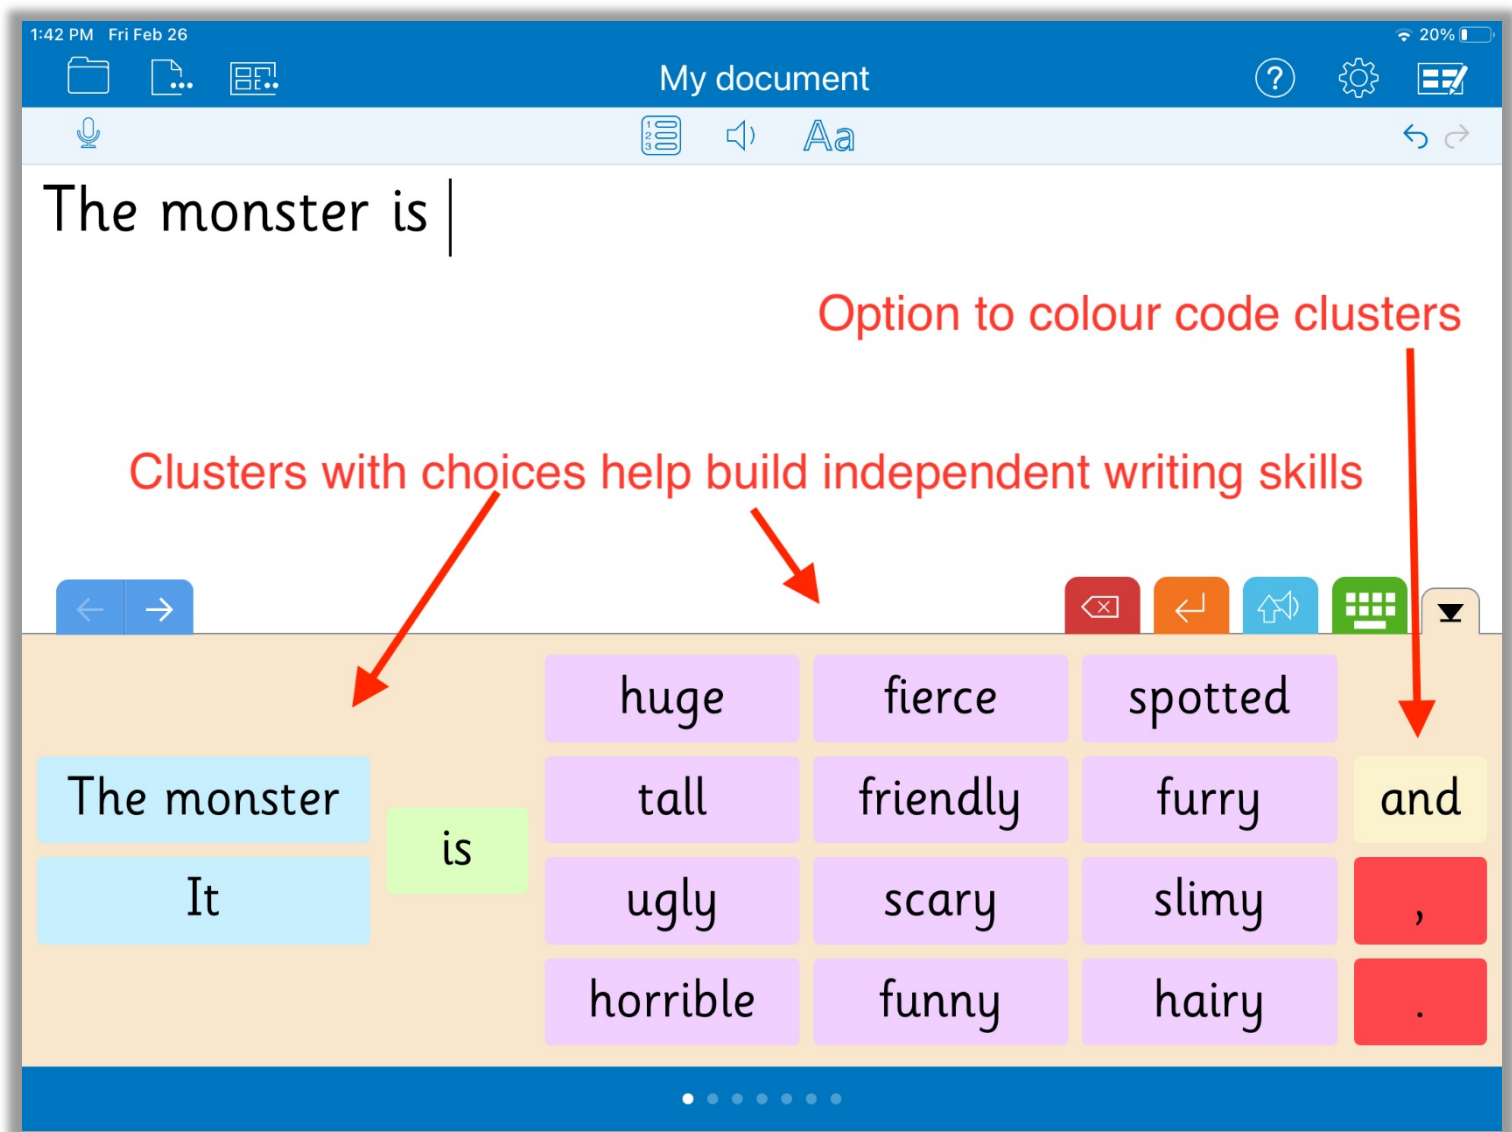 1:42 PM Fri Feb 26 20%
My document
Aa
The monster is
Option to colour code clusters
Clusters with choices help build independent writing skills
huge fierce spotted
The monster tall friendly furry and
is
It ugly scary slimy ,
horrible funny hairy .